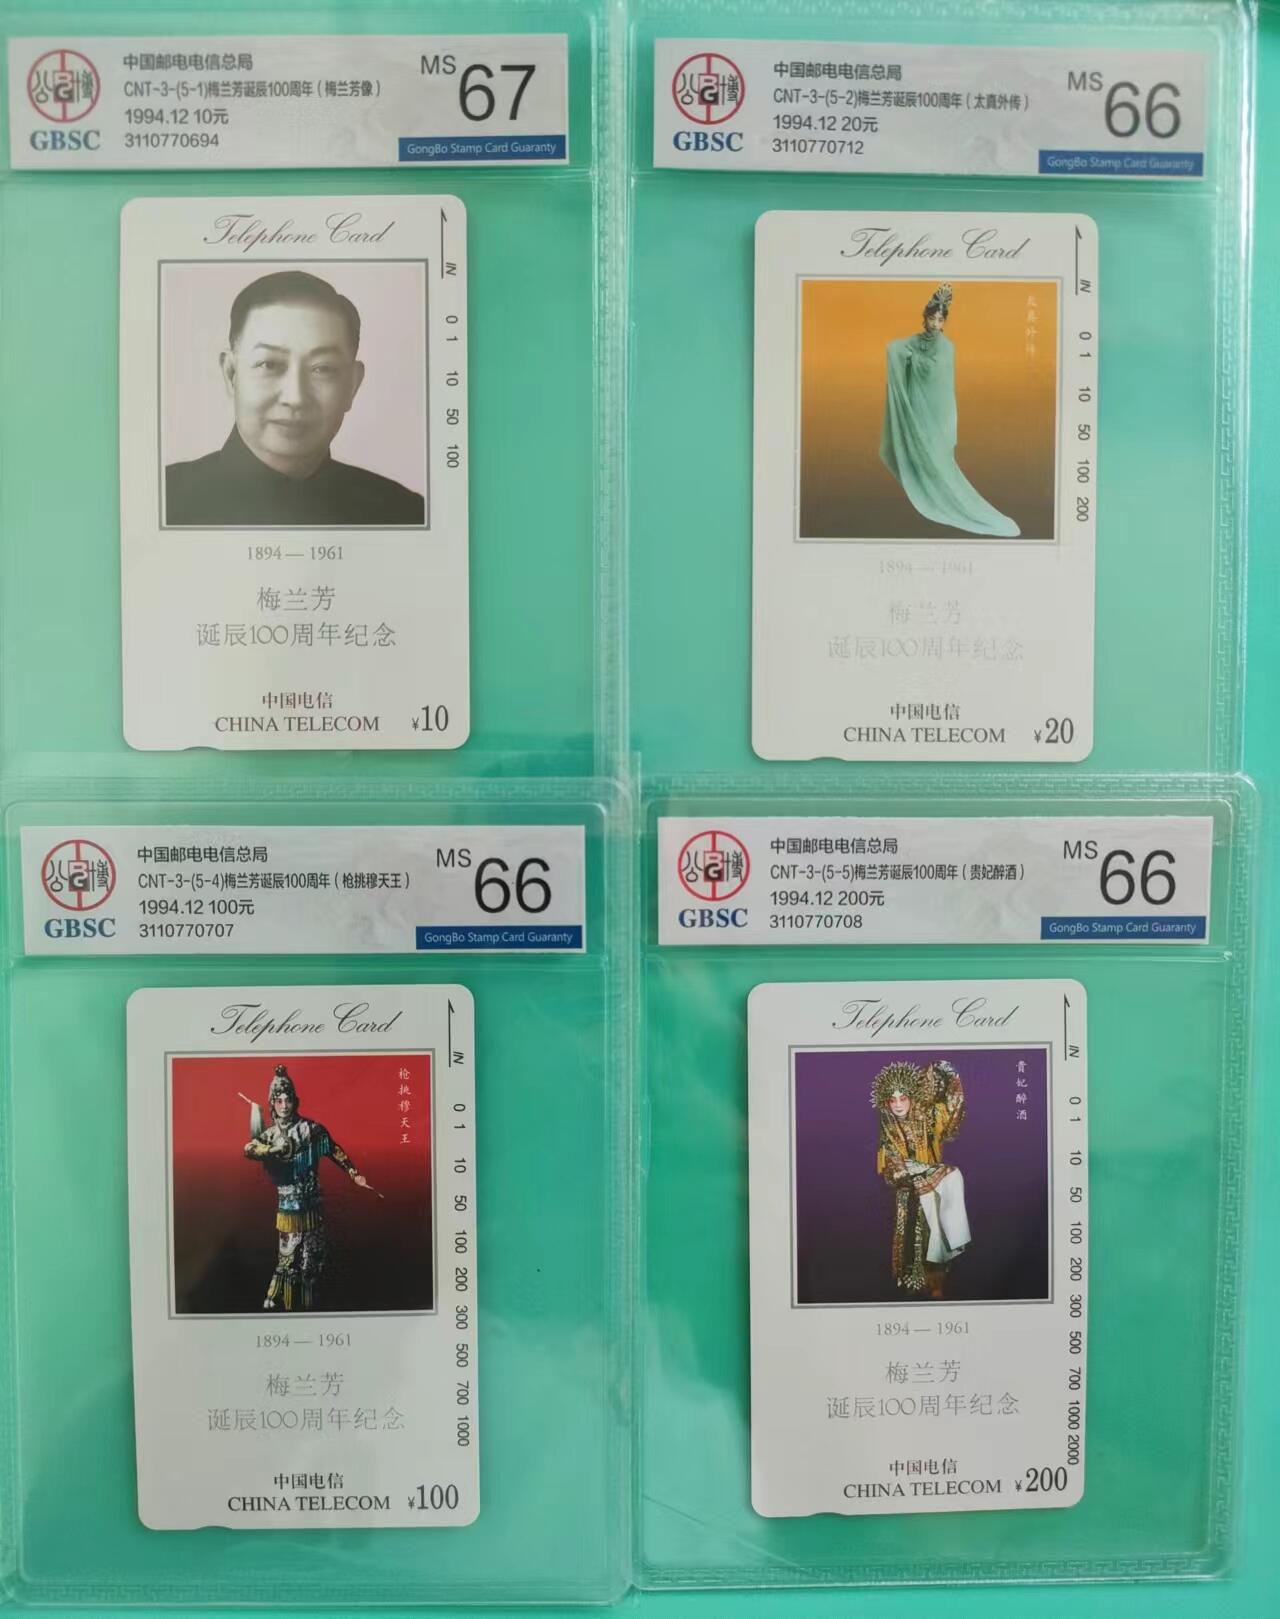 公博
GBSC
中国邮电电信总局
CNT-3-(5-1)梅兰芳诞辰100周年(梅兰芳像)
1994.12 10元
3110770694
MS 67
GongBo Stamp Card Guaranty
Telephone Card
IN
0 1 10 50 100
1894—1961
梅兰芳
诞辰100周年纪念
中国电信
CHINA TELECOM ¥10
公博
GBSC
中国邮电电信总局
CNT-3-(5-2)梅兰芳诞辰100周年(太真外传)
1994.12 20元
3110770712
MS 66
GongBo Stamp Card Guaranty
Telephone Card
IN
太真外传
0 1 10 50 100 200
1894—1961
梅兰芳
诞辰100周年纪念
中国电信
CHINA TELECOM ¥20
公博
GBSC
中国邮电电信总局
CNT-3-(5-4)梅兰芳诞辰100周年(枪挑穆天王)
1994.12 100元
3110770707
MS 66
GongBo Stamp Card Guaranty
Telephone Card
IN
枪挑穆天王
0 1 10 50 100 200 300 500 700 1000
1894—1961
梅兰芳
诞辰100周年纪念
中国电信
CHINA TELECOM ¥100
公博
GBSC
中国邮电电信总局
CNT-3-(5-5)梅兰芳诞辰100周年(贵妃醉酒)
1994.12 200元
3110770708
MS 66
GongBo Stamp Card Guaranty
Telephone Card
IN
貴妃醉酒
0 1 10 50 100 200 300 500 700 1000 2000
1894—1961
梅兰芳
诞辰100周年纪念
中国电信
CHINA TELECOM ¥200